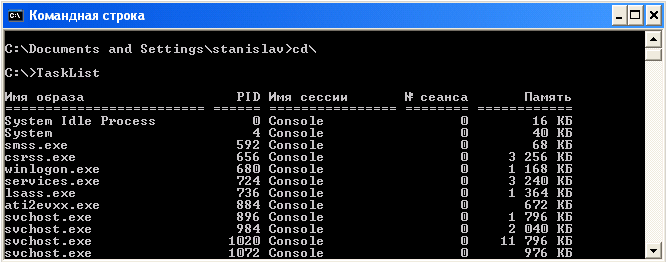 Командная строка
C:\Documents and Settings\stanislav>cd\
C:\>TaskList
Имя образа PID Имя сессии № сеанса Память
========================= ====== ================ ======== ============
System Idle Process 0 Console 0 16 КБ
System 4 Console 0 40 КБ
smss.exe 592 Console 0 68 КБ
csrss.exe 656 Console 0 3 256 КБ
winlogon.exe 680 Console 0 1 168 КБ
services.exe 724 Console 0 3 240 КБ
lsass.exe 736 Console 0 1 364 КБ
ati2evxx.exe 884 Console 0 672 КБ
svchost.exe 896 Console 0 1 796 КБ
svchost.exe 984 Console 0 2 040 КБ
svchost.exe 1020 Console 0 11 796 КБ
svchost.exe 1072 Console 0 976 КБ